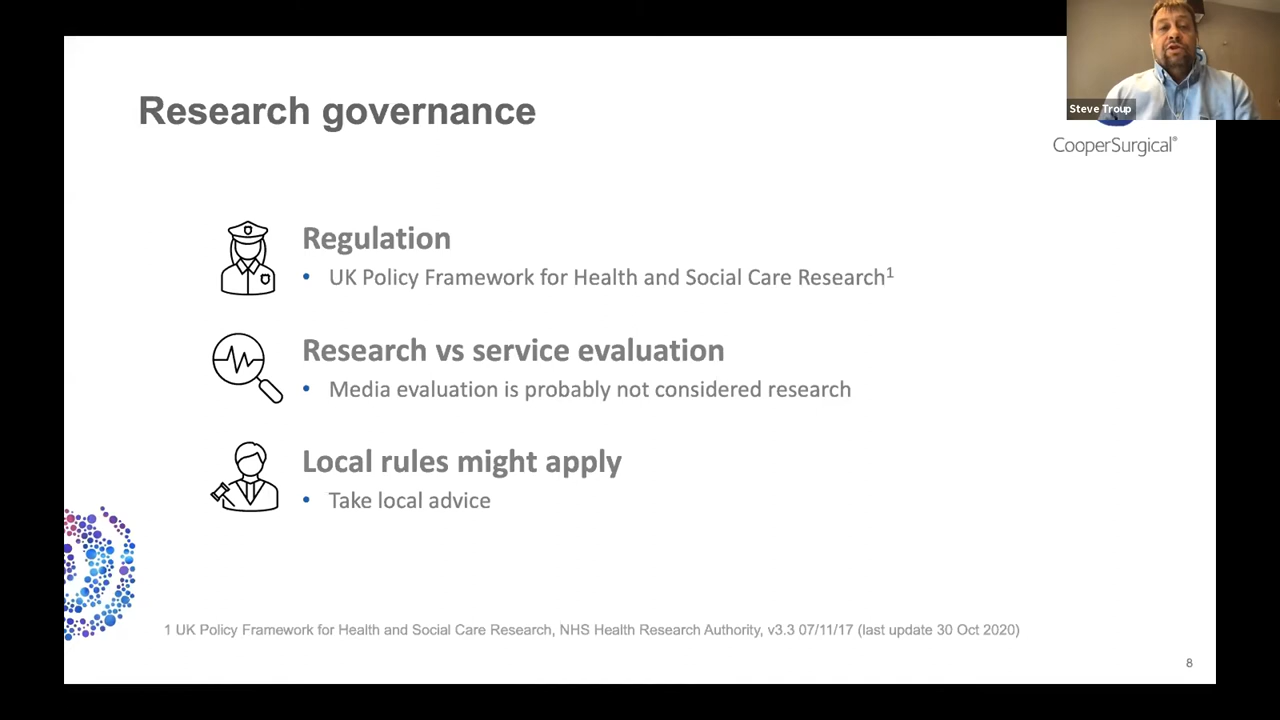 Research governance
Steve Troup
CooperSurgical®
Regulation
• UK Policy Framework for Health and Social Care Research¹
Research vs service evaluation
• Media evaluation is probably not considered research
Local rules might apply
• Take local advice
1 UK Policy Framework for Health and Social Care Research, NHS Health Research Authority, v3.3 07/11/17 (last update 30 Oct 2020)
8